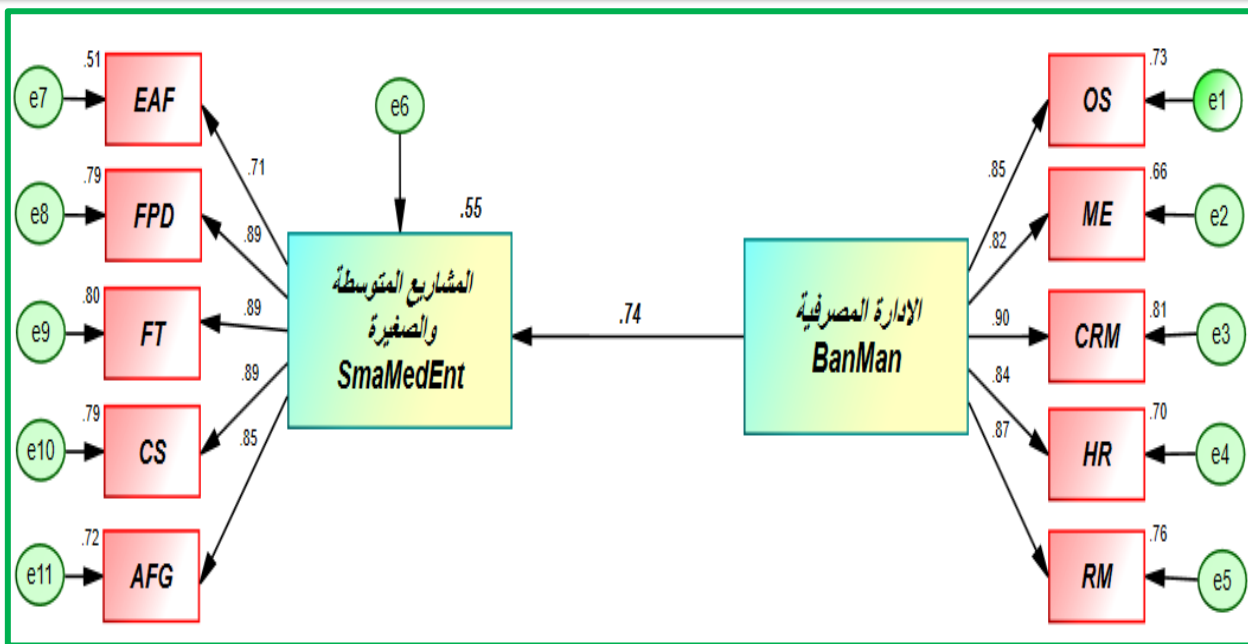 .51
e7
EAF
.71
.79
e8
FPD
.89
.80
e9
FT
.89
.79
e10
CS
.89
.72
e11
AFG
.85
e6
.55
المشاريع المتوسطة
والصغيرة
SmaMedEnt
.74
الادارة المصرفية
BanMan
.85
OS
.73
e1
.82
ME
.66
e2
.90
CRM
.81
e3
.84
HR
.70
e4
.87
RM
.76
e5